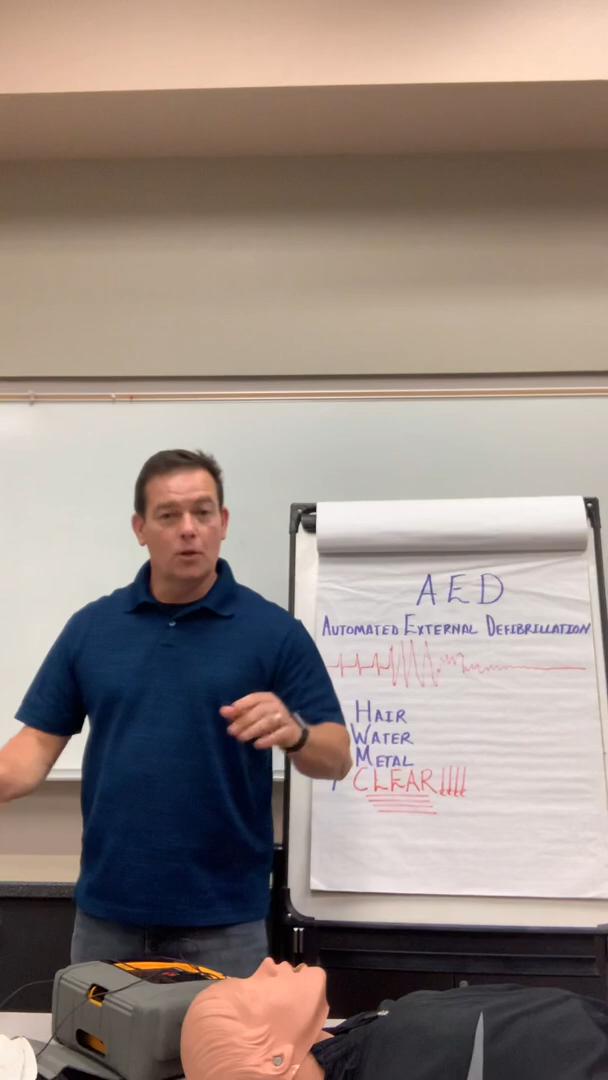 AED
AUTOMATED EXTERNAL DEFIBRILLATION
HAIR
WATER
METAL
CLEAR!!!!